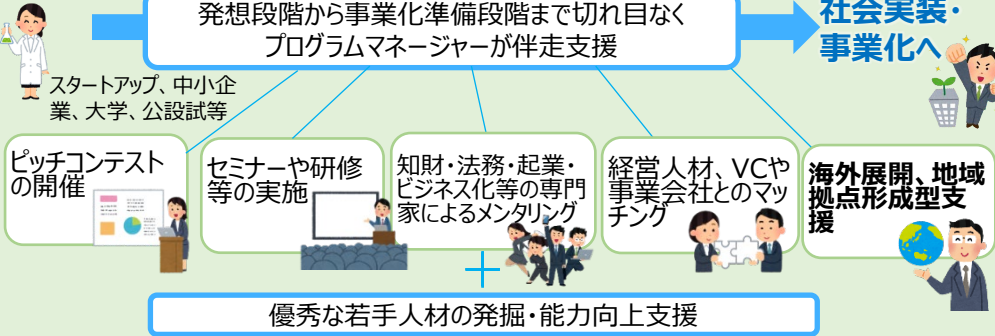 発想段階から事業化準備段階まで切れ目なく
プログラムマネージャーが伴走支援
社会実装・
事業化へ
スタートアップ、中小企
業、大学、公設試等
ピッチコンテスト
の開催
セミナーや研修
等の実施
知財・法務・起業・
ビジネス化等の専門
家によるメンタリング
経営人材、VCや
事業会社とのマッ
チング
海外展開、地域
拠点形成型支
援
＋
優秀な若手人材の発掘・能力向上支援